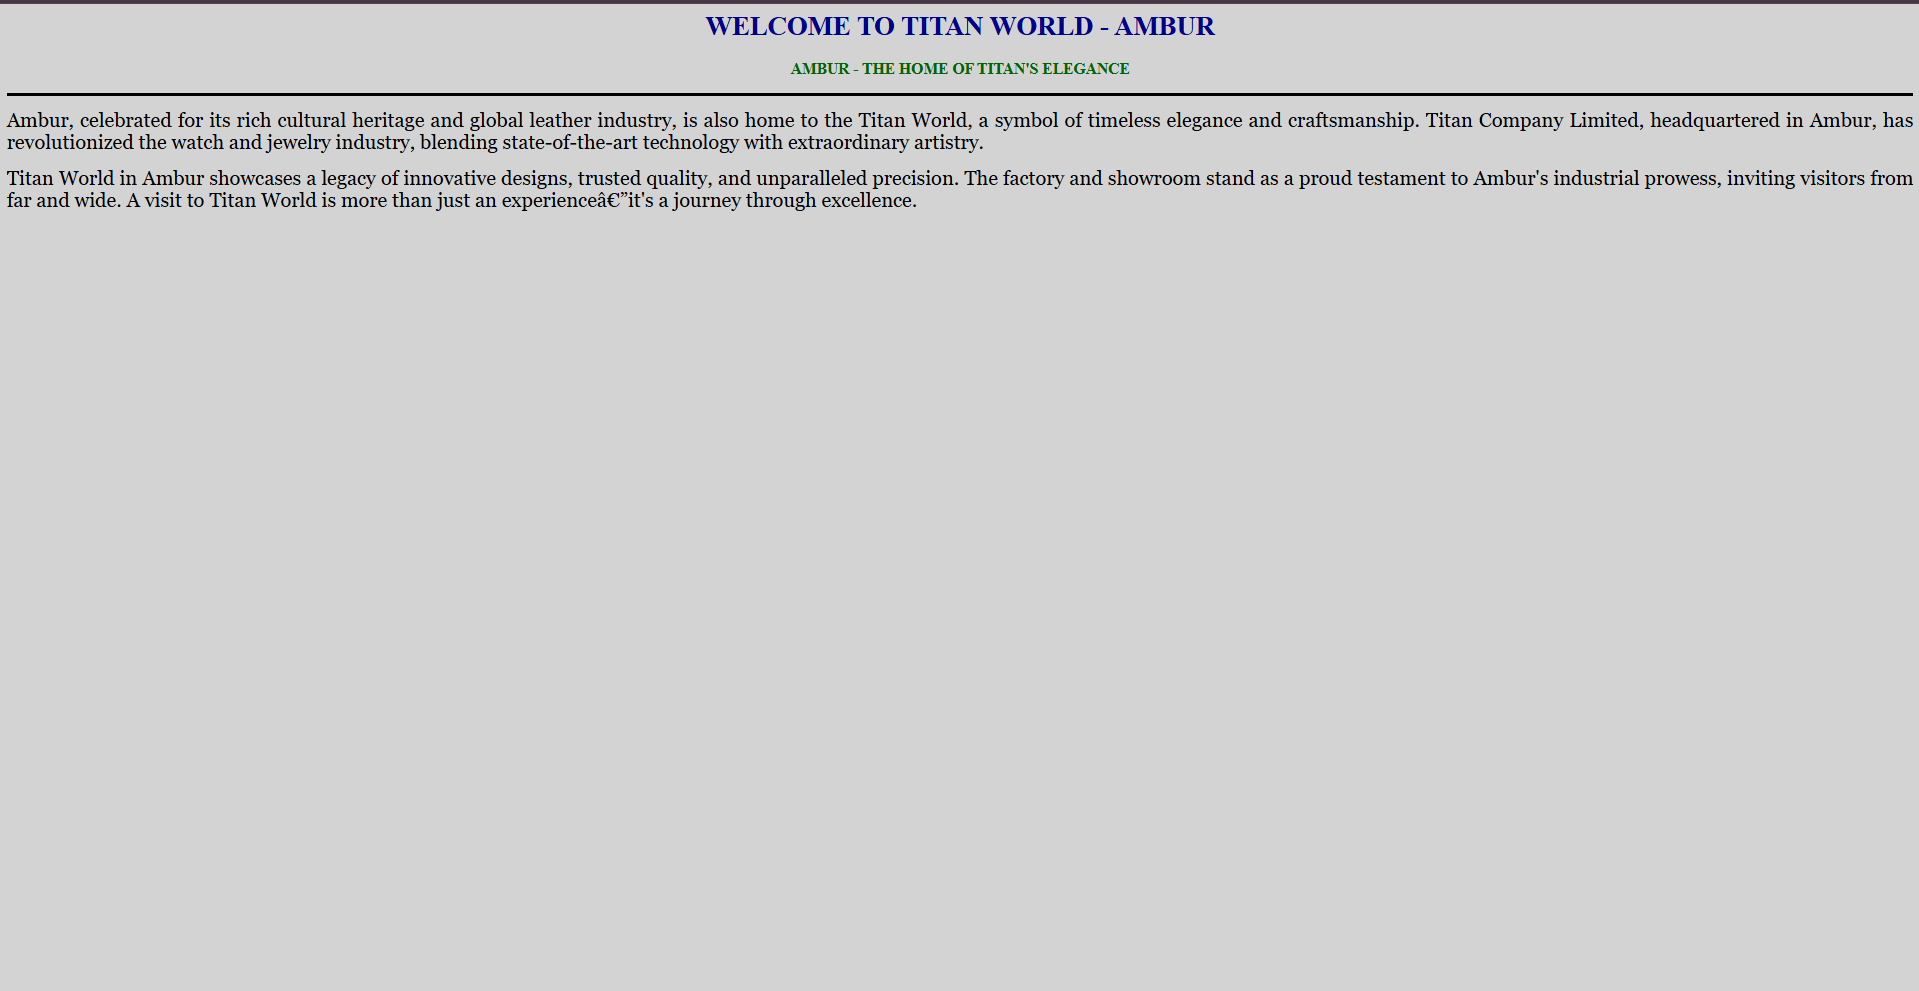 WELCOME TO TITAN WORLD - AMBUR
AMBUR - THE HOME OF TITAN'S ELEGANCE
Ambur, celebrated for its rich cultural heritage and global leather industry, is also home to the Titan World, a symbol of timeless elegance and craftsmanship. Titan Company Limited, headquartered in Ambur, has
revolutionized the watch and jewelry industry, blending state-of-the-art technology with extraordinary artistry.
Titan World in Ambur showcases a legacy of innovative designs, trusted quality, and unparalleled precision. The factory and showroom stand as a proud testament to Ambur's industrial prowess, inviting visitors from
far and wide. A visit to Titan World is more than just an experienceâ€”it's a journey through excellence.